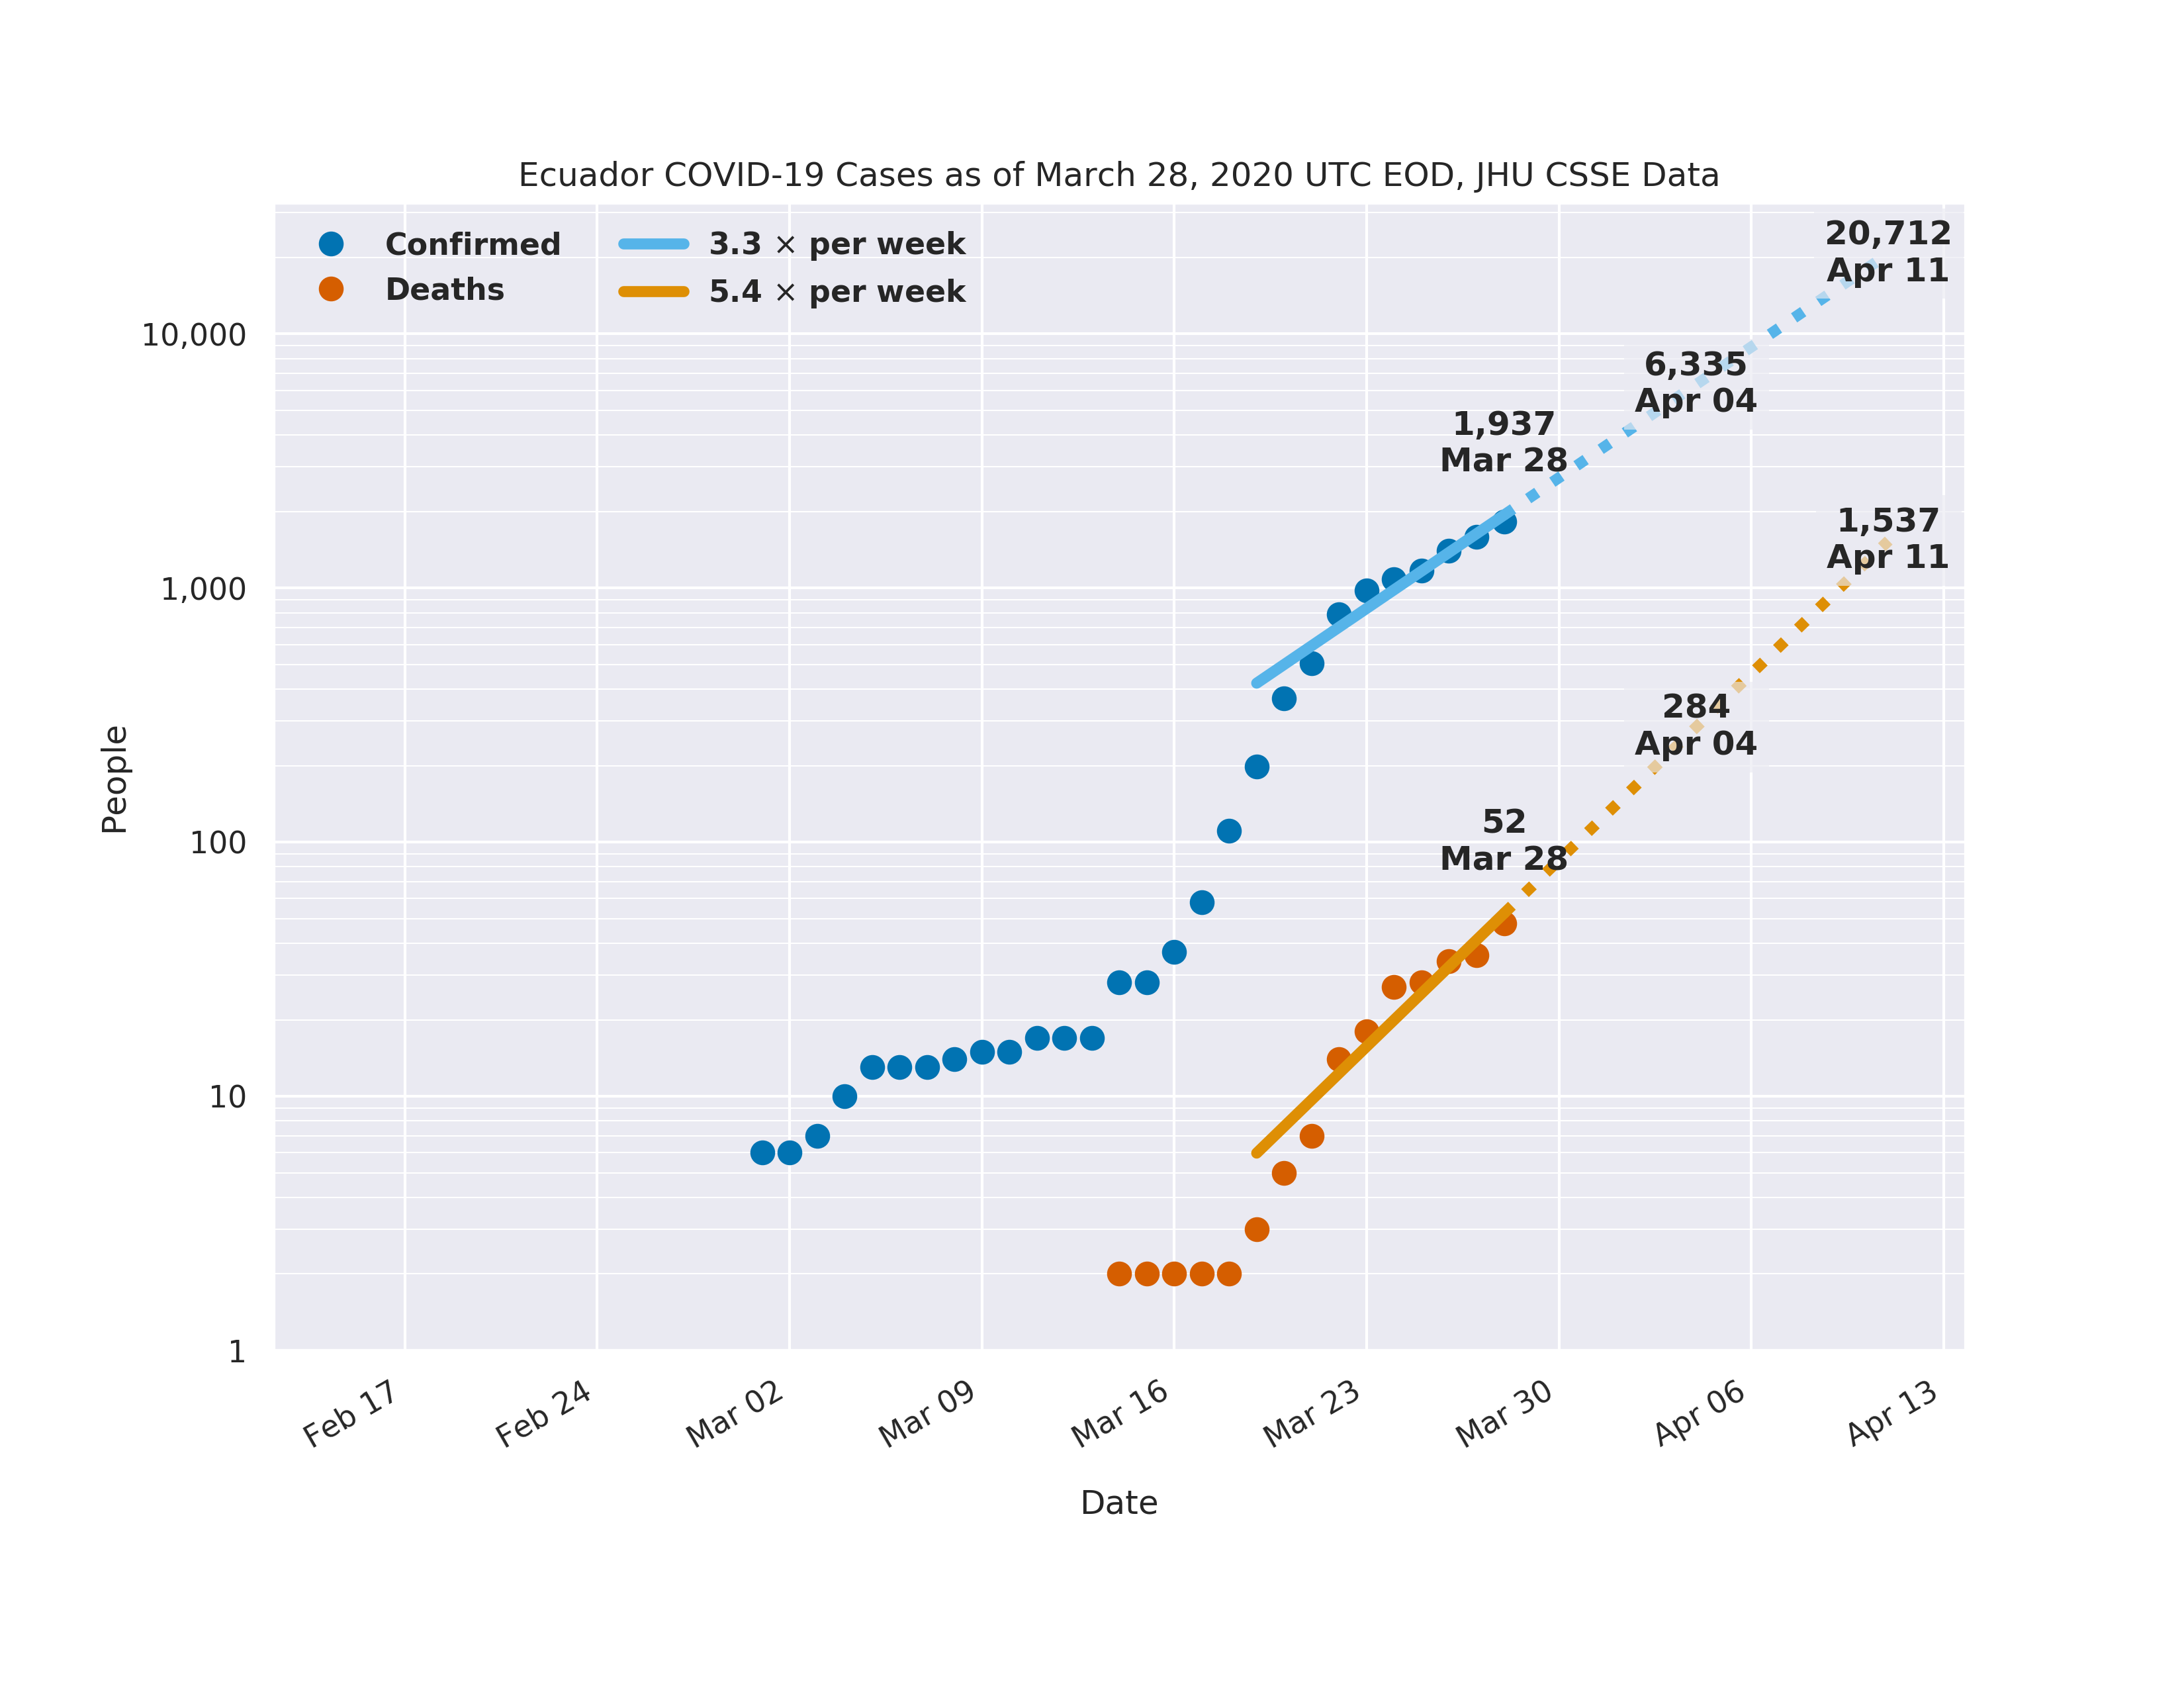 Ecuador COVID-19 Cases as of March 28, 2020 UTC EOD, JHU CSSE Data
Confirmed
Deaths
3.3 × per week
5.4 × per week
20,712
Apr 11
6,335
Apr 04
1,937
Mar 28
1,537
Apr 11
284
Apr 04
52
Mar 28
10,000
1,000
100
10
1
People
Feb 17
Feb 24
Mar 02
Mar 09
Mar 16
Mar 23
Mar 30
Apr 06
Apr 13
Date